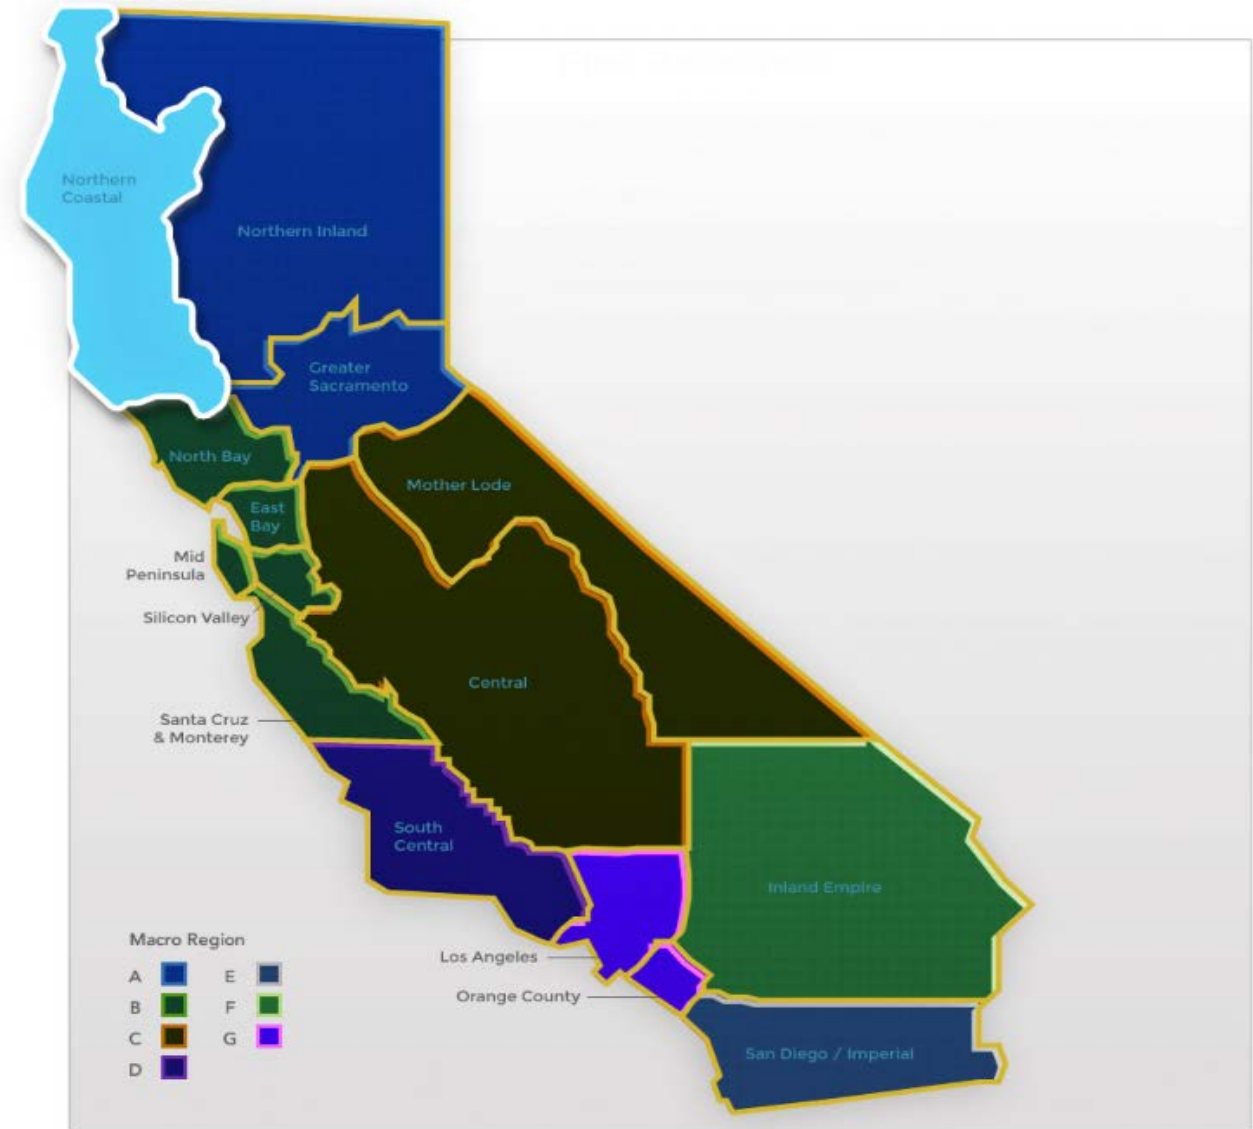 Northern
Coastal
Northern Inland
Greater
Sacramento
North Bay
Mother Lode
East
Bay
Mid
Peninsula
Silicon Valley
Central
Santa Cruz
& Monterey
South
Central
Inland Empire
Los Angeles
Orange County
San Diego / Imperial
Macro Region
A E
B F
C G
D